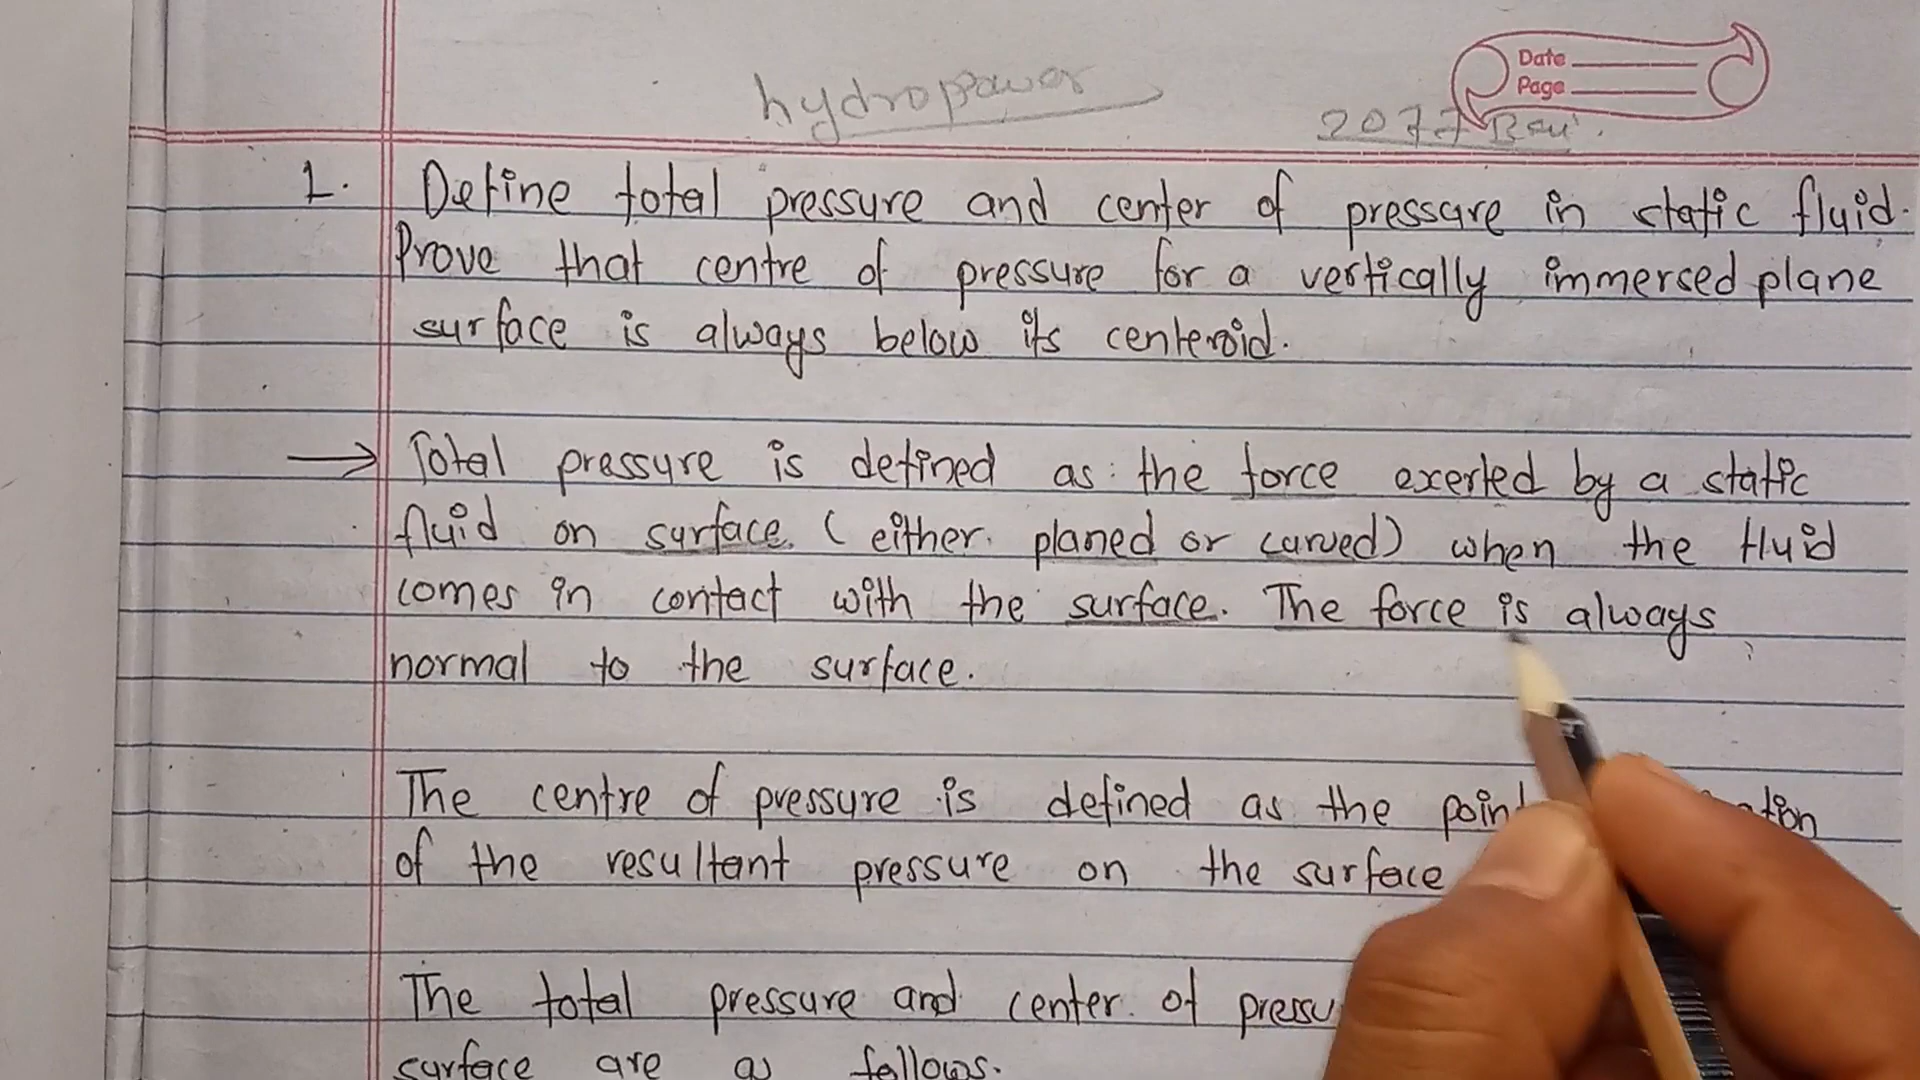 Date
Page
hydropower
2077
1. Define total pressure and center of pressure in static fluid.
Prove that centre of pressure for a vertically immersed plane
surface is always below its centeroid.
→ Total pressure is defined as the force exerted by a static
fluid on surface (either planed or curved) when the fluid
comes in contact with the surface. The force is always
normal to the surface.
The centre of pressure is defined as the
of the resultant pressure on the surface
The total pressure and center of
surface are as follows.